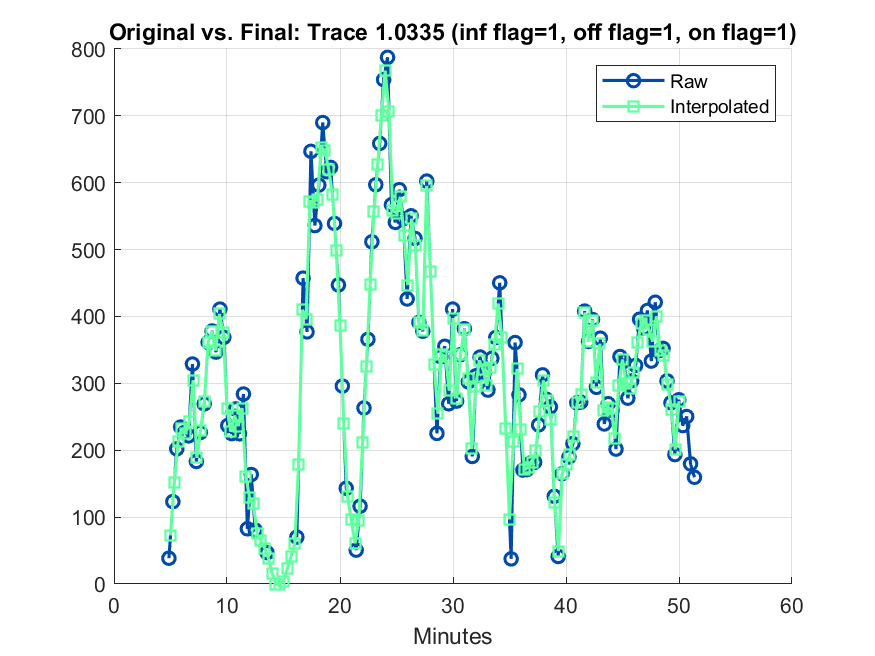 Original vs. Final: Trace 1.0335 (inf flag=1, off flag=1, on flag=1)
800
700
600
500
400
300
200
100
0
Raw
Interpolated
0 10 20 30 40 50 60
Minutes